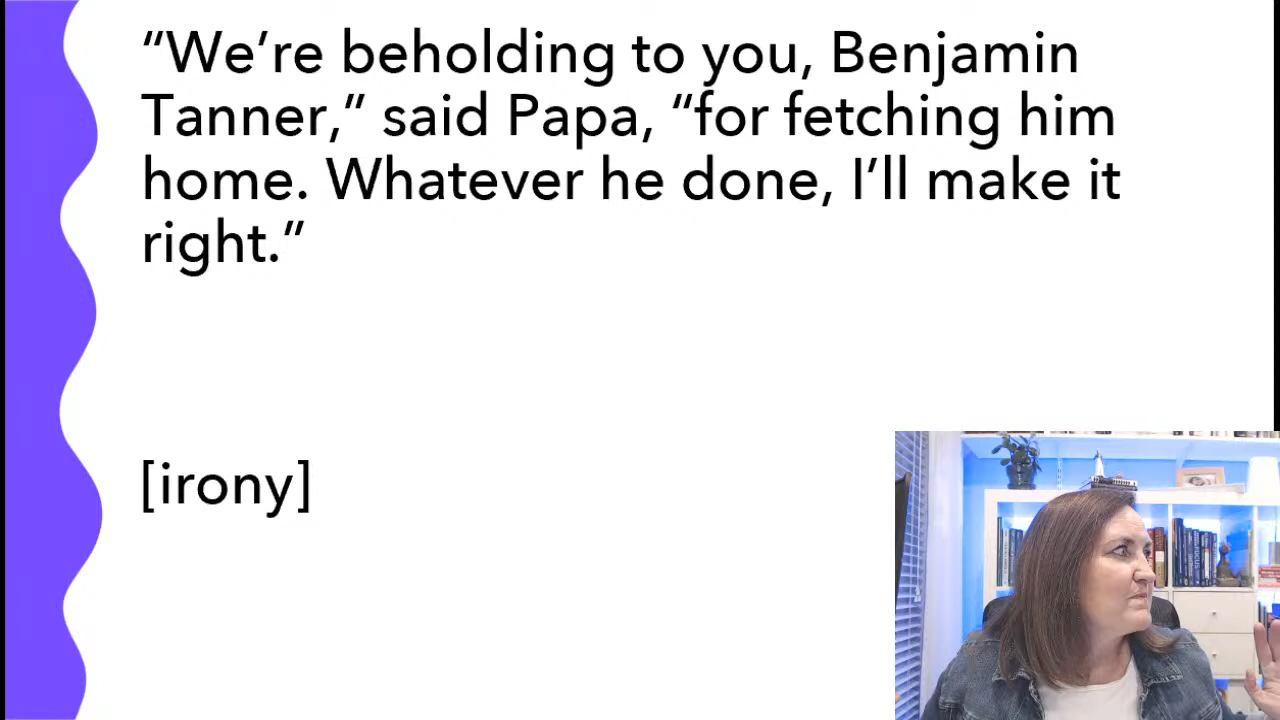 “We’re beholding to you, Benjamin
Tanner,” said Papa, “for fetching him
home. Whatever he done, I’ll make it
right.”
[irony]